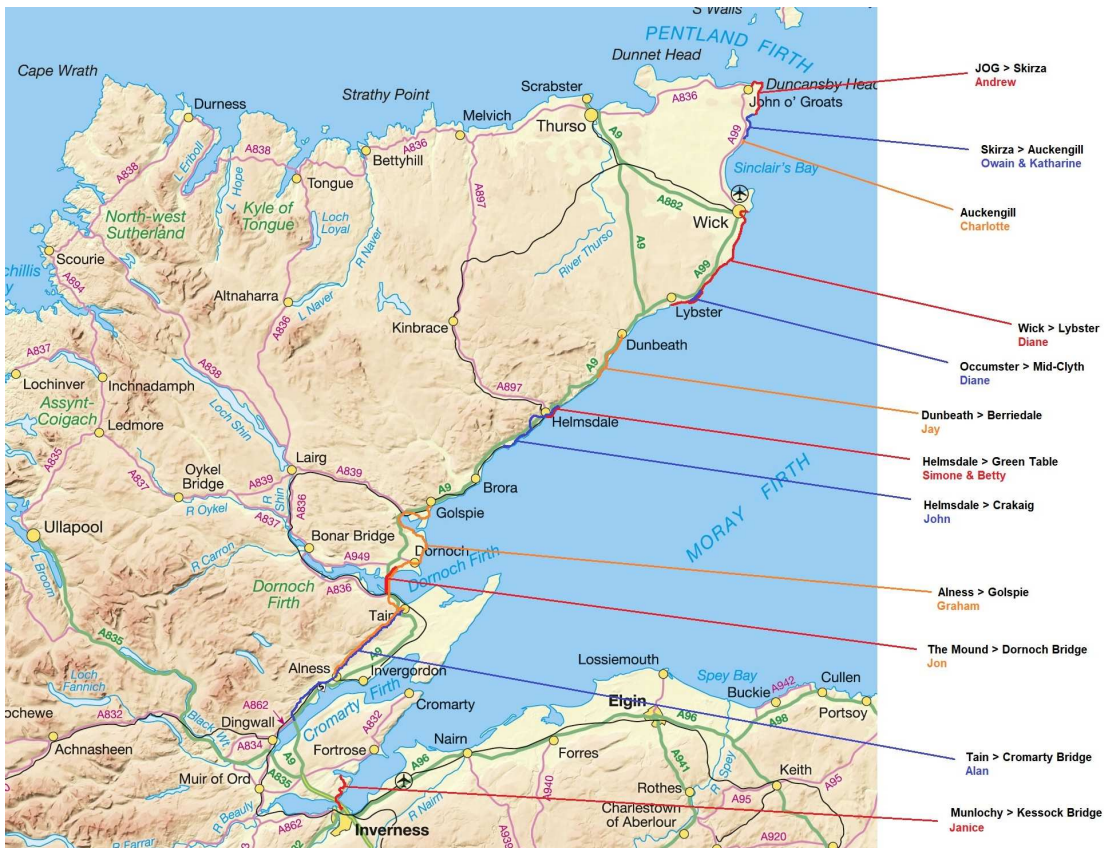 S Walls
PENTLAND FIRTH
Dunnet Head
Cape Wrath
Duncansby Head
JOG > Skirza
Andrew
Strathy Point
Scrabster
John o' Groats
Durness
Melvich
A836
Thurso
A9
A99
L Eriboll
A838
A838
Bettyhill
A836
Skirza > Auckengill
Owain & Katharine
L Hope
Tongue
Sinclair's Bay
North-west
Sutherland
Kyle of
Tongue
Loch
Loyal
R Naver
A897
A882
Wick
Auckengill
Charlotte
Scourie
A894
River Thurso
A9
A99
Altnaharra
L Naver
A836
Kinbrace
Lybster
Wick > Lybster
Diane
A837
A838
Dunbeath
Occumster > Mid-Clyth
Diane
Lochinver
Inchnadamph
A9
Assynt-
Coigach
A897
Helmsdale
Dunbeath > Berriedale
Jay
Ledmore
Loch Shin
A835
A837
Oykel
Bridge
Lairg
A839
A839
Helmsdale > Green Table
Simone & Betty
R Oykel
R Shin
A836
A837
Brora
A9
Golspie
Helmsdale > Crakaig
John
Ullapool
Bonar Bridge
MORAY FIRTH
L Broom
R Carron
A949
Dornoch
Dornoch Firth
Dornoch
Firth
A836
Alness > Golspie
Graham
Tain
A835
A9
The Mound > Dornoch Bridge
Jon
Alness
Invergordon
Lossiemouth
Spey Bay
Cullen
Loch
Fannich
Cromarty Firth
Buckie
A942
A862
Cromarty
Elgin
A98
Portsoy
A832
Black Wr
Dingwall
A832
A96
Achnasheen
A834
Fortrose
Nairn
Forres
Tain > Cromarty Bridge
Alan
Muir of Ord
A835
A9
A96
A941
R Spey
Keith
A95
Rothes
A95
R Beauly
A862
R Nairn
A940
Charlestown
of Aberlour
Munlochy > Kessock Bridge
Janice
Inverness
R Farrar
A939
A920